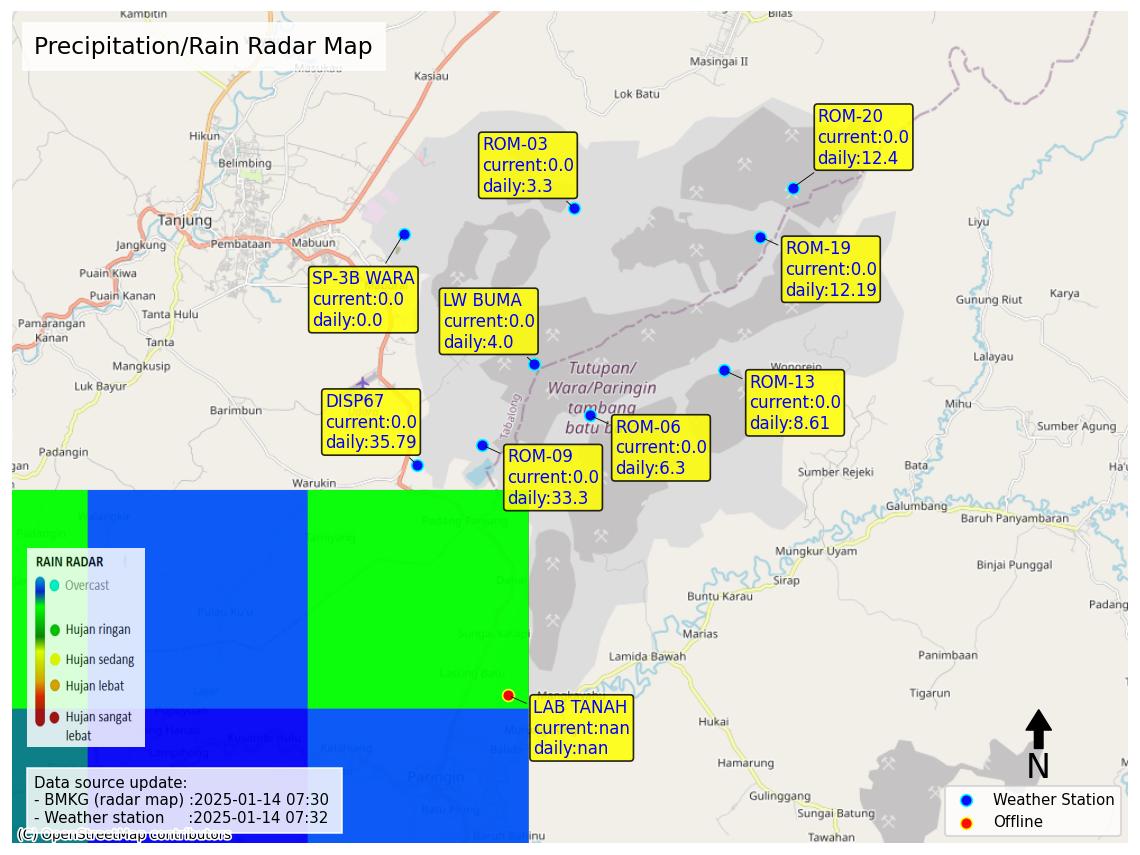 Kambitin
Bilas
Precipitation/Rain Radar Map
Masukau
Kasiau
Masingai II
Lok Batu
Hikun
Belimbing
Tanjung
Jangkung
Pembataan
Mabuun
Puain Kiwa
Puain Kanan
Tanta Hulu
Pamarangan
Kanan
Tanta
Mangkusip
Luk Bayur
Barimbun
Padangin
Warukin
ROM-03
current:0.0
daily:3.3
ROM-20
current:0.0
daily:12.4
ROM-19
current:0.0
daily:12.19
SP-3B WARA
current:0.0
daily:0.0
LW BUMA
current:0.0
daily:4.0
Tutupan/
Wara/Paringin
tambang
batu b
Tabalong
Wonorejo
ROM-13
current:0.0
daily:8.61
DISP67
current:0.0
daily:35.79
ROM-06
current:0.0
daily:6.3
ROM-09
current:0.0
daily:33.3
Liyu
Gunung Riut
Karya
Lalayau
Mihu
Sumber Agung
Sumber Rejeki
Bata
Galumbang
Baruh Panyambaran
Mungkur Uyam
Binjai Punggal
Sirap
Buntu Karau
Padang
Marias
Lamida Bawah
Panimbaan
Tigarun
Hukai
Hamarung
Gulinggang
Sungai Batung
Tawahan
Padang Panjang
Sungai Ketapi
Lasung Batu
Paringin
LAB TANAH
current:nan
daily:nan
RAIN RADAR
Overcast
Hujan ringan
Hujan sedang
Hujan lebat
Hujan sangat
lebat
Data source update:
- BMKG (radar map) :2025-01-14 07:30
- Weather station :2025-01-14 07:32
(C) OpenStreetMap contributors
N
Weather Station
Offline